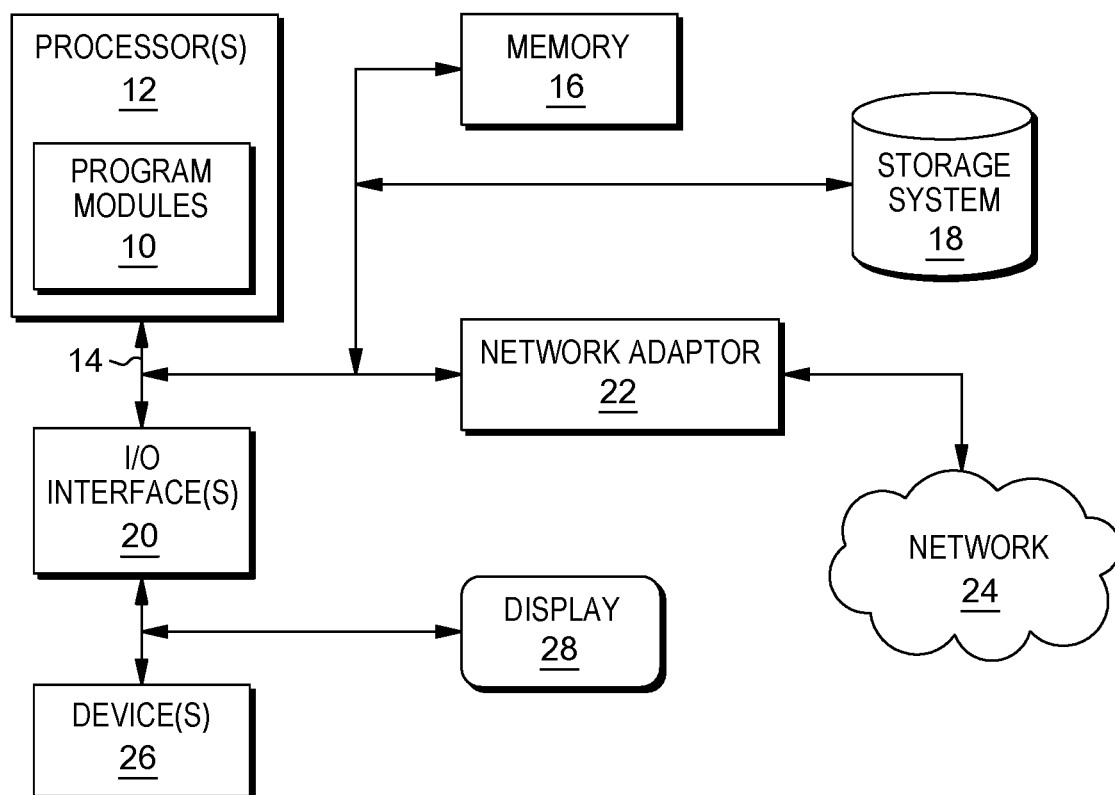 PROCESSOR(S)
12
PROGRAM
MODULES
10
MEMORY
16
STORAGE
SYSTEM
18
14
NETWORK ADAPTOR
22
I/O
INTERFACE(S)
20
NETWORK
24
DISPLAY
28
DEVICE(S)
26